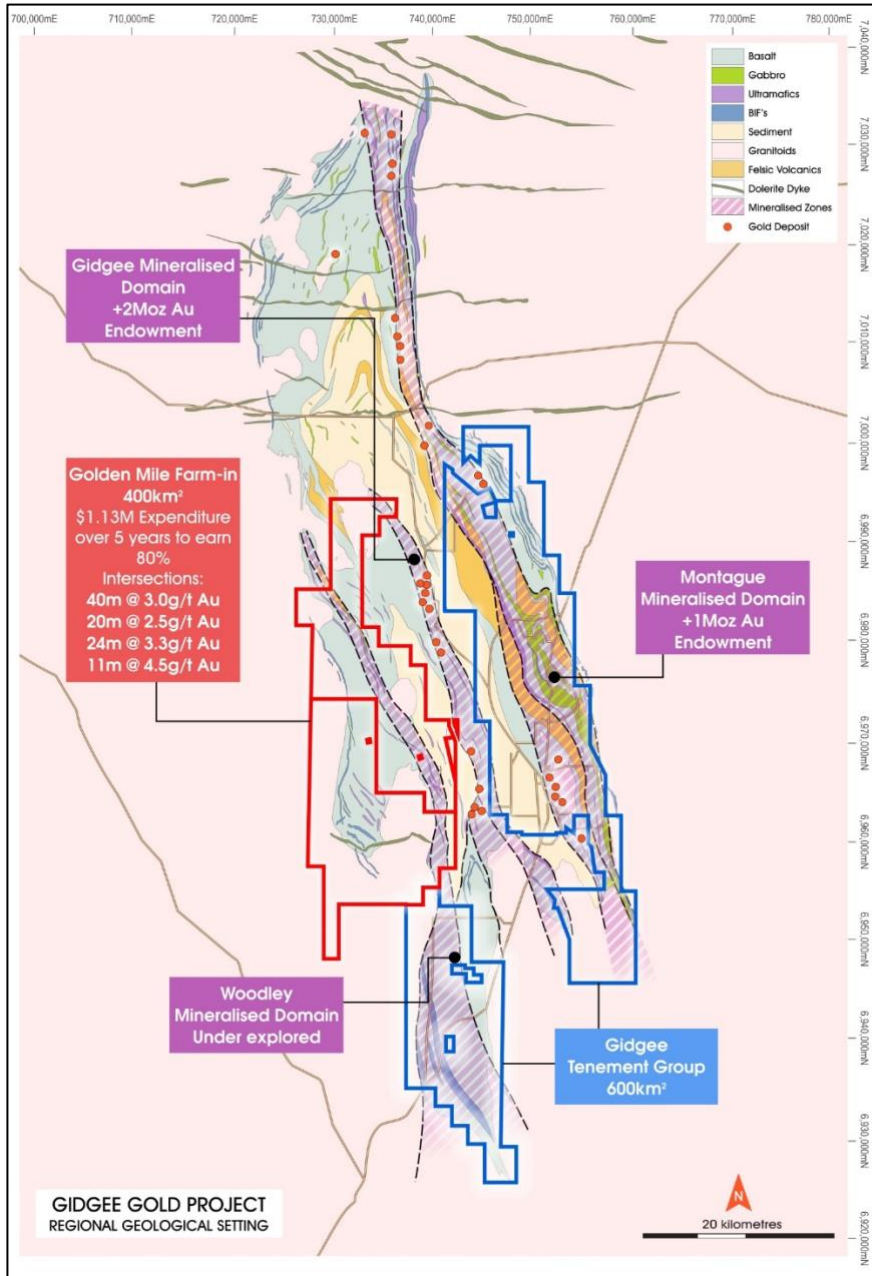 700,000mE
720,000mE
730,000mE
740,000mE
750,000mE
760,000mE
770,000mE
780,000mE
7,040,000mN
7,030,000mN
7,020,000mN
7,010,000mN
7,000,000mN
6,990,000mN
6,980,000mN
6,970,000mN
6,960,000mN
6,950,000mN
6,940,000mN
6,930,000mN
6,920,000mN
Basalt
Gabbro
Ultramafics
BIF's
Sediment
Granitoids
Felsic Volcanics
Dolerite Dyke
Mineralised Zones
Gold Deposit
Gidgee Mineralised
Domain
+2Moz Au
Endowment
Golden Mile Farm-in
400km²
$1.13M Expenditure
over 5 years to earn
80%
Intersections:
40m @ 3.0g/t Au
20m @ 2.5g/t Au
24m @ 3.3g/t Au
11m @ 4.5g/t Au
Montague
Mineralised Domain
+1Moz Au
Endowment
Woodley
Mineralised Domain
Under explored
Gidgee
Tenement Group
600km²
GIDGEE GOLD PROJECT
REGIONAL GEOLOGICAL SETTING
N
20 kilometres